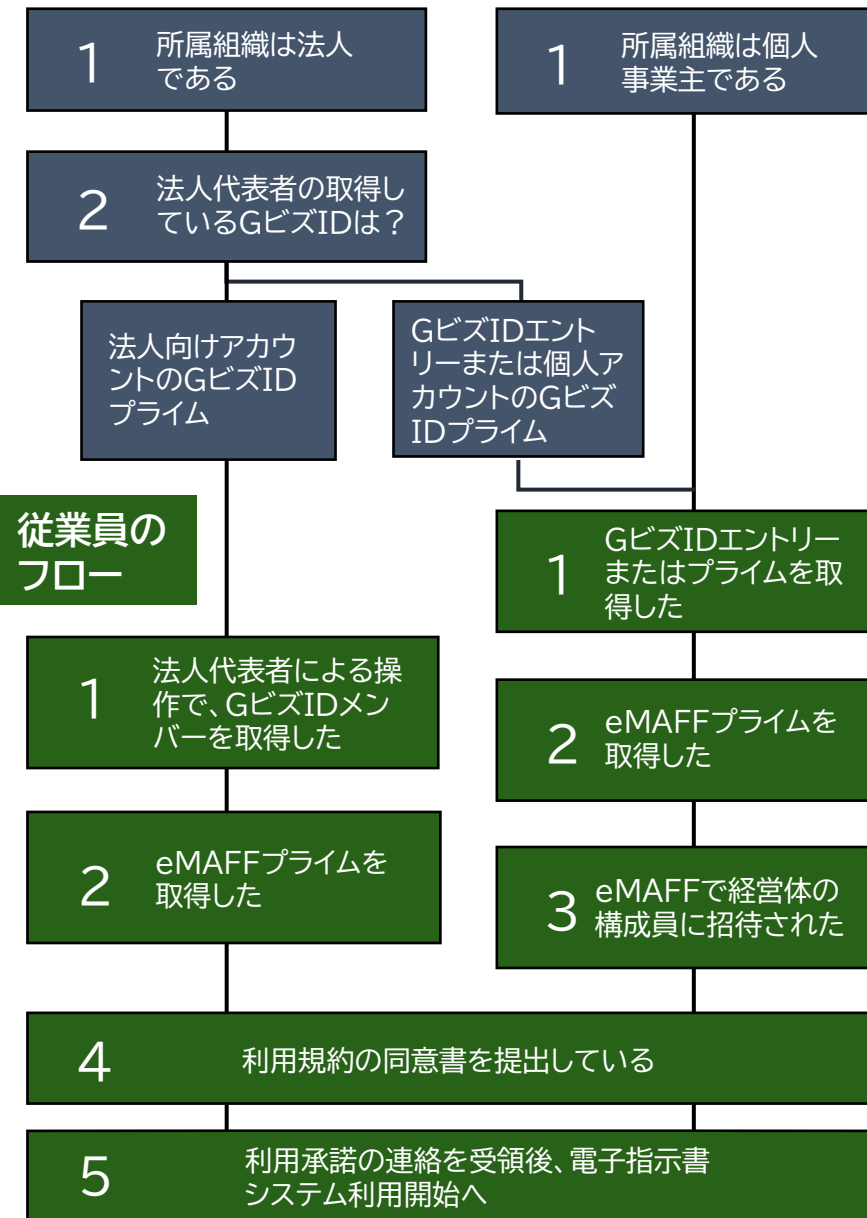 1
所属組織は法人
である
1
所属組織は個人
事業主である
2
法人代表者の取得し
ているGビズIDは？
法人向けアカウ
ントのGビズID
プライム
GビズIDエント
リーまたは個人ア
カウントのGビズ
IDプライム
従業員の
フロー
1
GビズIDエントリー
またはプライムを取
得した
1
法人代表者による操
作で、GビズIDメン
バーを取得した
2
eMAFFプライムを
取得した
2
eMAFFプライムを
取得した
3
eMAFFで経営体の
構成員に招待された
4
利用規約の同意書を提出している
5
利用承諾の連絡を受領後、電子指示書
システム利用開始へ